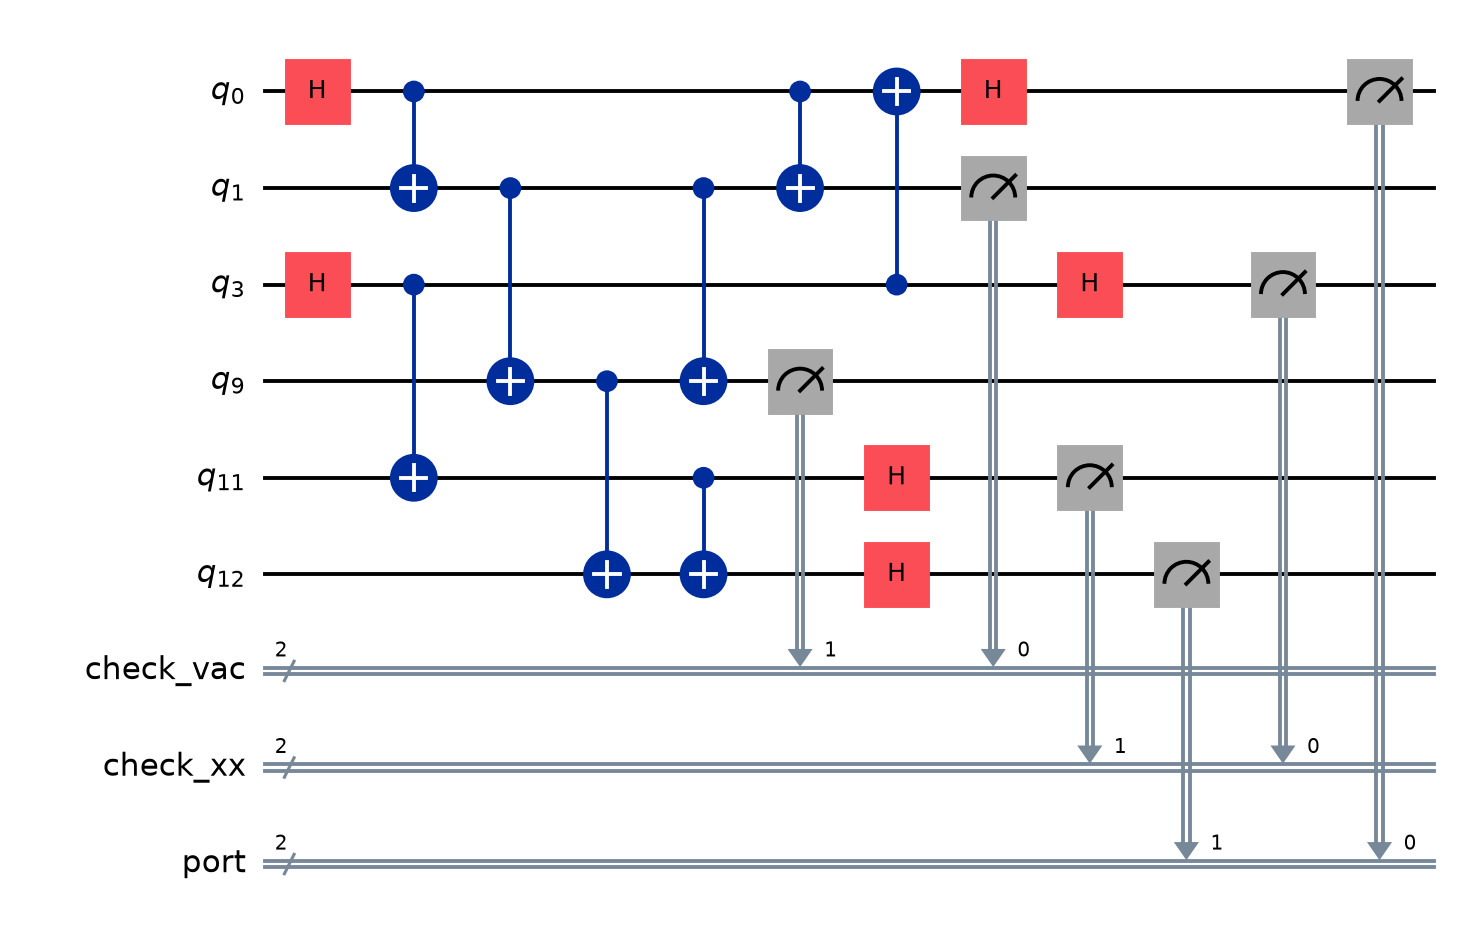 q0 H H
q1
q3 H H
q9
q11 H
q12 H
check_vac 2 1 0
check_xx 2 1 0
port 2 1 0